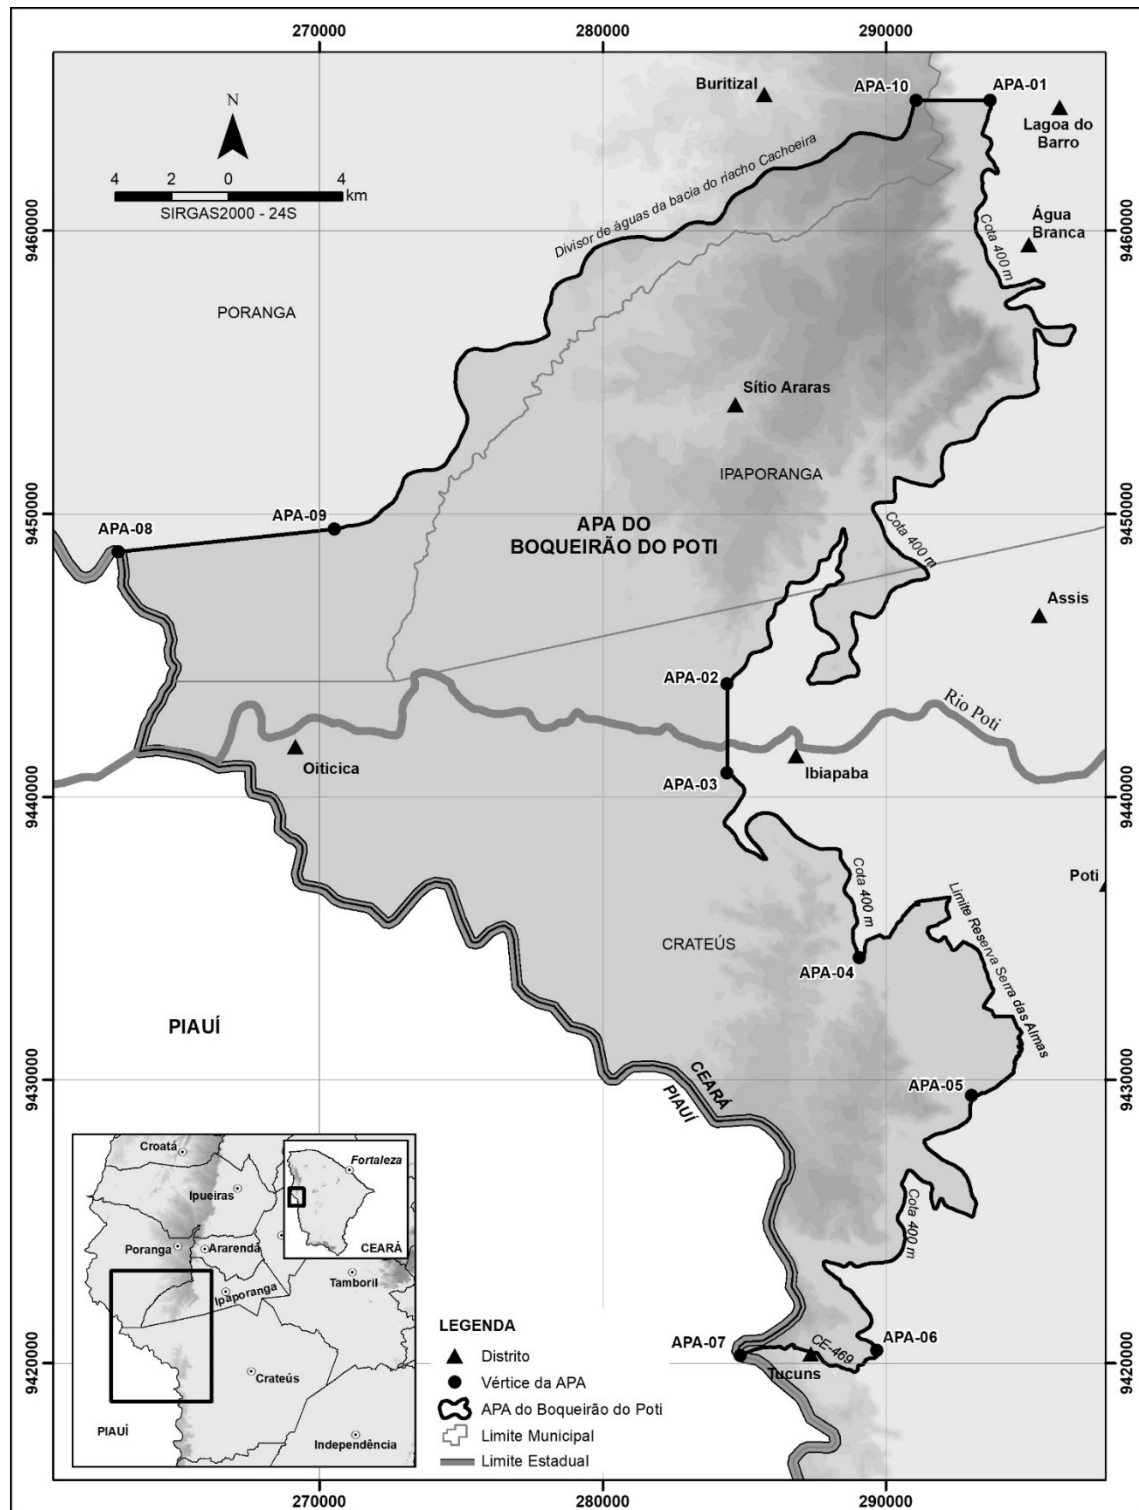 270000
280000
290000
Buritizal
APA-10
APA-01
Lagoa do
Barro
N
4
2
0
4
km
SIRGAS2000 - 24S
Divisor de águas da bacia do riacho Cachoeira
Água
Branca
Cota 400 m
9460000
9460000
PORANGA
Sítio Araras
IPAPORANGA
9450000
9450000
APA-08
APA-09
APA DO
BOQUEIRÃO DO POTI
Cota 400 m
Assis
APA-02
Rio Poti
Oiticica
APA-03
Ibiapaba
9440000
9440000
Cota 400 m
Poti
Limite Reserva Serra das Almas
CRATEÚS
APA-04
PIAUÍ
9430000
9430000
CEARÁ
PIAUÍ
APA-05
Cota 400 m
Croatá
Fortaleza
Ipueiras
CEARÁ
Poranga
Ararendá
Tamboril
Ipaporanga
Crateús
PIAUÍ
Independência
APA-07
CE-469
APA-06
Tucuns
9420000
9420000
LEGENDA
Distrito
Vértice da APA
APA do Boqueirão do Poti
Limite Municipal
Limite Estadual
270000
280000
290000